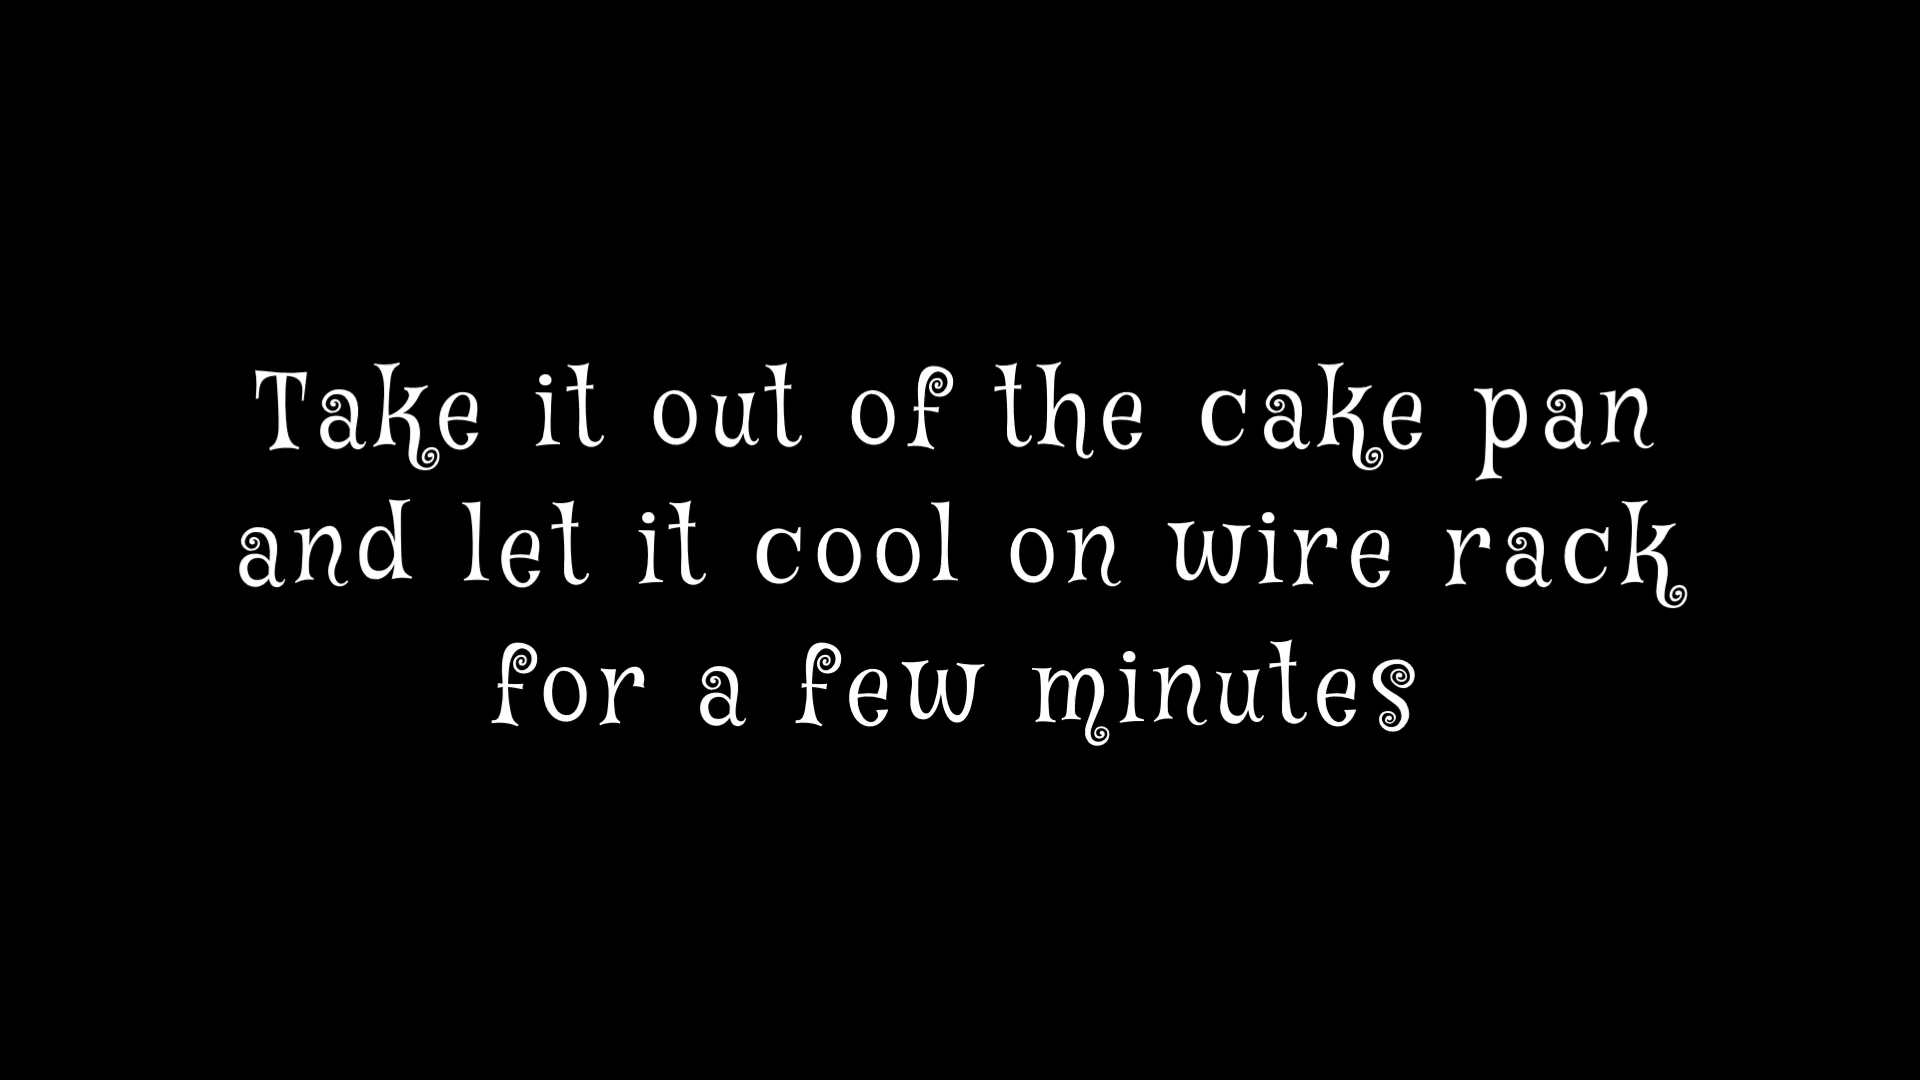 Take it out of the cake pan
and let it cool on wire rack
for a few minutes